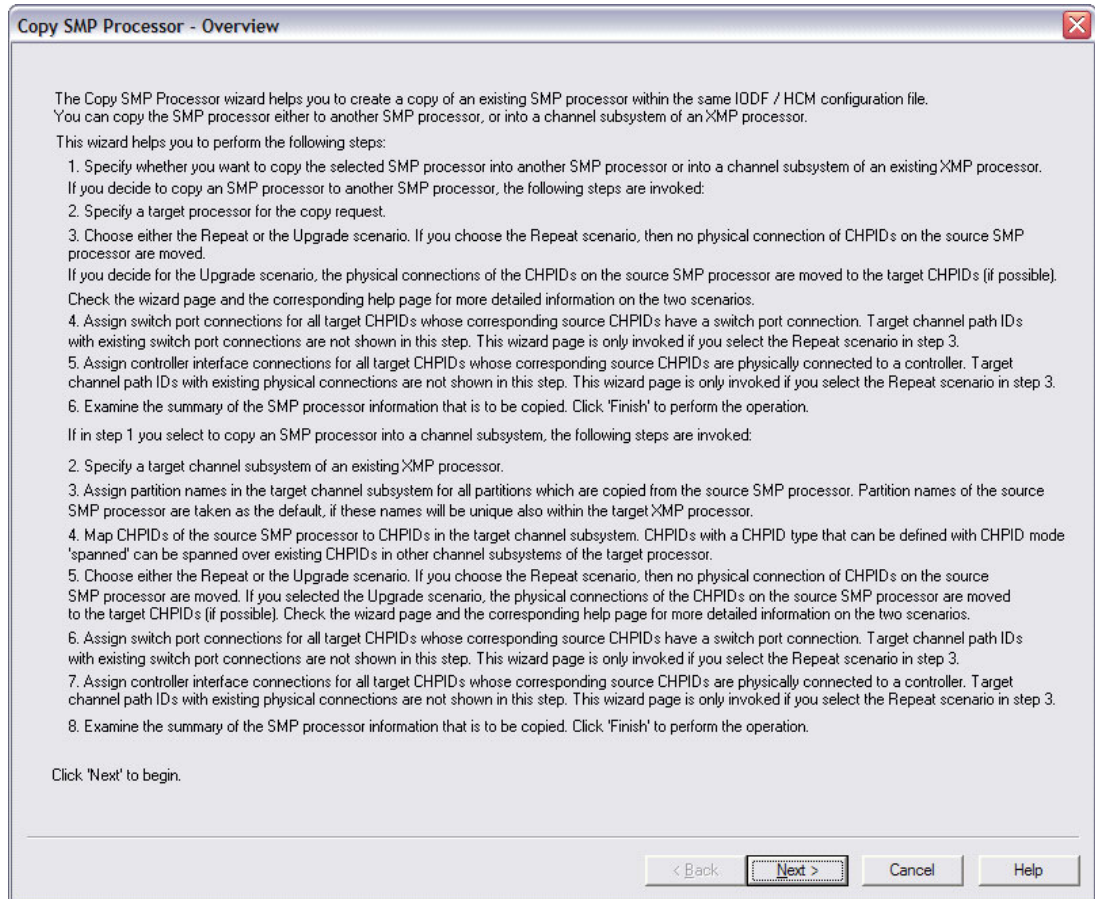 Copy SMP Processor - Overview
The Copy SMP Processor wizard helps you to create a copy of an existing SMP processor within the same IODF / HCM configuration file.
You can copy the SMP processor either to another SMP processor, or into a channel subsystem of an XMP processor.
This wizard helps you to perform the following steps:
1. Specify whether you want to copy the selected SMP processor into another SMP processor or into a channel subsystem of an existing XMP processor.
If you decide to copy an SMP processor to another SMP processor, the following steps are invoked:
2. Specify a target processor for the copy request.
3. Choose either the Repeat or the Upgrade scenario. If you choose the Repeat scenario, then no physical connection of CHPIDs on the source SMP
processor are moved.
If you decide for the Upgrade scenario, the physical connections of the CHPIDs on the source SMP processor are moved to the target CHPIDs (if possible).
Check the wizard page and the corresponding help page for more detailed information on the two scenarios.
4. Assign switch port connections for all target CHPIDs whose corresponding source CHPIDs have a switch port connection. Target channel path IDs
with existing switch port connections are not shown in this step. This wizard page is only invoked if you select the Repeat scenario in step 3.
5. Assign controller interface connections for all target CHPIDs whose corresponding source CHPIDs are physically connected to a controller. Target
channel path IDs with existing physical connections are not shown in this step. This wizard page is only invoked if you select the Repeat scenario in step 3.
6. Examine the summary of the SMP processor information that is to be copied. Click 'Finish' to perform the operation.
If in step 1 you select to copy an SMP processor into a channel subsystem, the following steps are invoked:
2. Specify a target channel subsystem of an existing XMP processor.
3. Assign partition names in the target channel subsystem for all partitions which are copied from the source SMP processor. Partition names of the source
SMP processor are taken as the default, if these names will be unique also within the target XMP processor.
4. Map CHPIDs of the source SMP processor to CHPIDs in the target channel subsystem. CHPIDs with a CHPID type that can be defined with CHPID mode
'spanned' can be spanned over existing CHPIDs in other channel subsystems of the target processor.
5. Choose either the Repeat or the Upgrade scenario. If you choose the Repeat scenario, then no physical connection of CHPIDs on the source
SMP processor are moved. If you selected the Upgrade scenario, the physical connections of the CHPIDs on the source SMP processor are moved
to the target CHPIDs (if possible). Check the wizard page and the corresponding help page for more detailed information on the two scenarios.
6. Assign switch port connections for all target CHPIDs whose corresponding source CHPIDs have a switch port connection. Target channel path IDs
with existing switch port connections are not shown in this step. This wizard page is only invoked if you select the Repeat scenario in step 3.
7. Assign controller interface connections for all target CHPIDs whose corresponding source CHPIDs are physically connected to a controller. Target
channel path IDs with existing physical connections are not shown in this step. This wizard page is only invoked if you select the Repeat scenario in step 3.
8. Examine the summary of the SMP processor information that is to be copied. Click 'Finish' to perform the operation.
Click 'Next' to begin.
< Back Next > Cancel Help